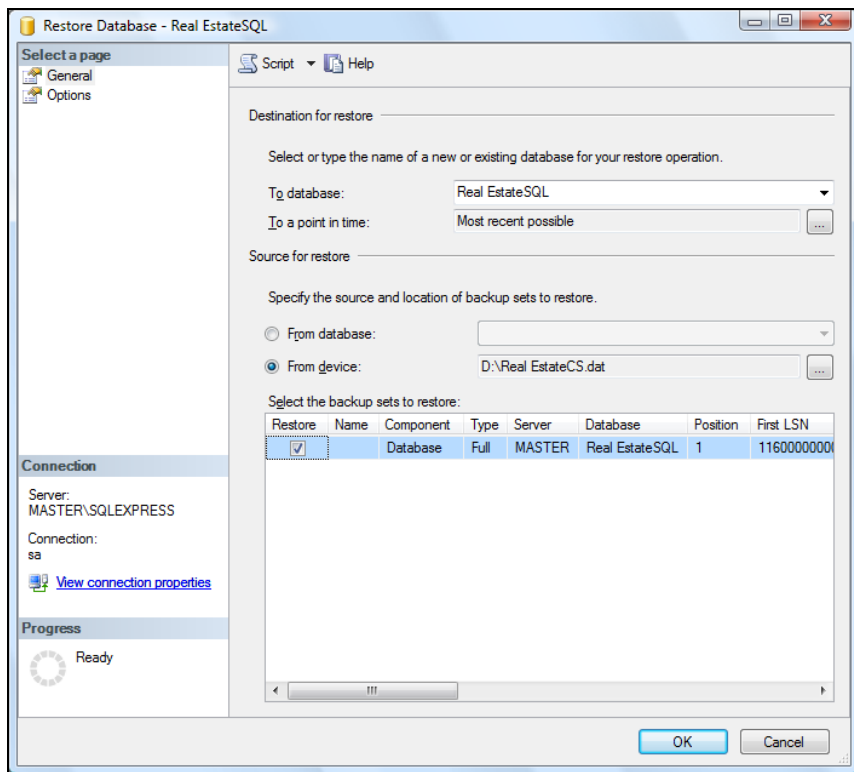 Restore Database - Real EstateSQL
Select a page
General
Options
Script
Help
Destination for restore
Select or type the name of a new or existing database for your restore operation.
To database: Real EstateSQL
To a point in time: Most recent possible ...
Source for restore
Specify the source and location of backup sets to restore.
From database:
From device: D:\Real EstateCS.dat ...
Select the backup sets to restore:
Restore Name Component Type Server Database Position First LSN
Database Full MASTER Real EstateSQL 1
Connection
Server:
MASTER\SQLEXPRESS
Connection:
sa
View connection properties
Progress
Ready
OK Cancel